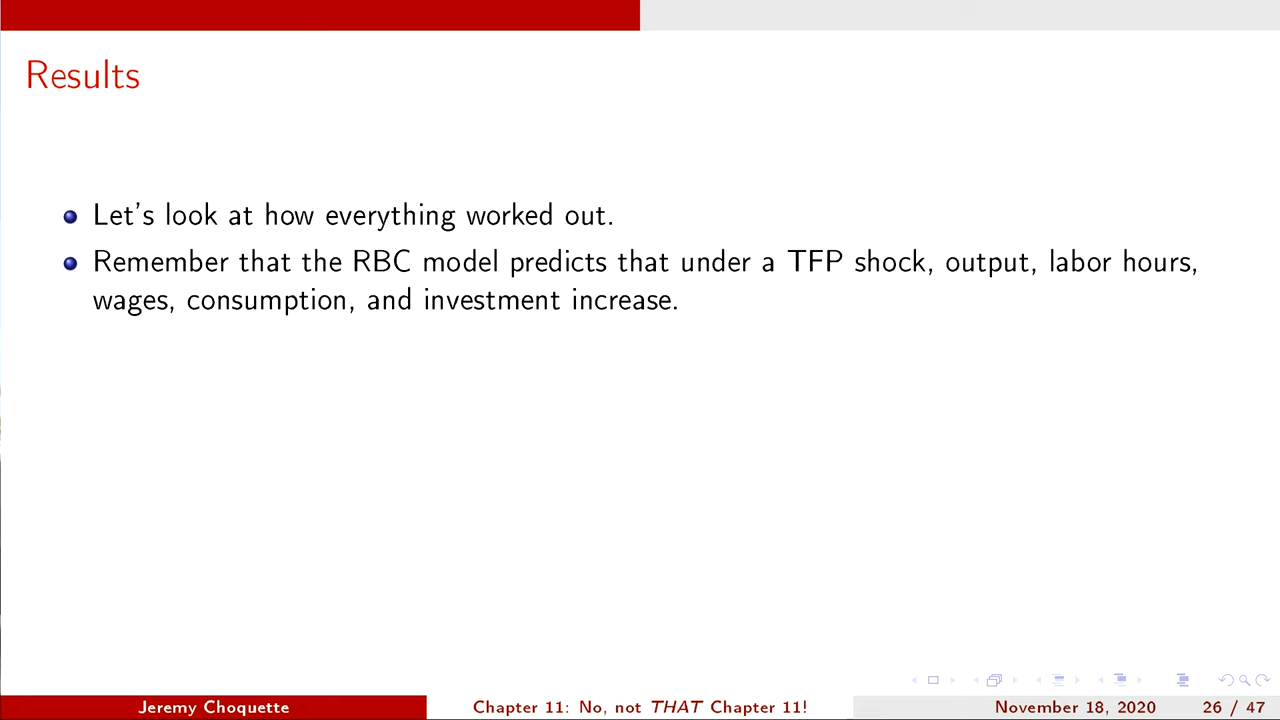 Results
Let's look at how everything worked out.
Remember that the RBC model predicts that under a TFP shock, output, labor hours,
wages, consumption, and investment increase.
Jeremy Choquette
Chapter 11: No, not THAT Chapter 11!
November 18, 2020
26 / 47